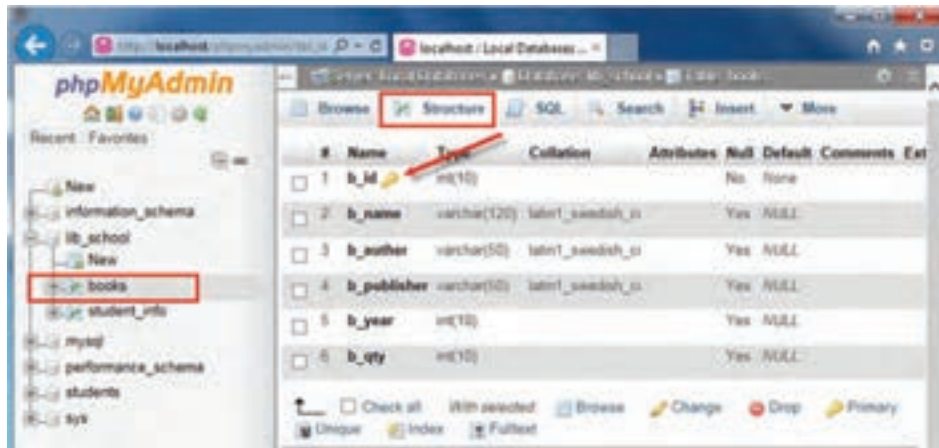 localhost / Local Databases ...
phpMyAdmin
Recent Favorites
New
information_schema
lib_school
New
books
student_info
mysql
performance_schema
students
sys
Browse Structure SQL Search Insert More
# Name Type Collation Attributes Null Default Comments Ext
1 b_id int(10) No None
2 b_name varchar(120) latin1_swedish_ci Yes NULL
3 b_auther varchar(50) latin1_swedish_ci Yes NULL
4 b_publisher varchar(50) latin1_swedish_ci Yes NULL
5 b_year int(10) Yes NULL
6 b_qty int(10) Yes NULL
Check all With selected: Browse Change Drop Primary
Unique Index Fulltext